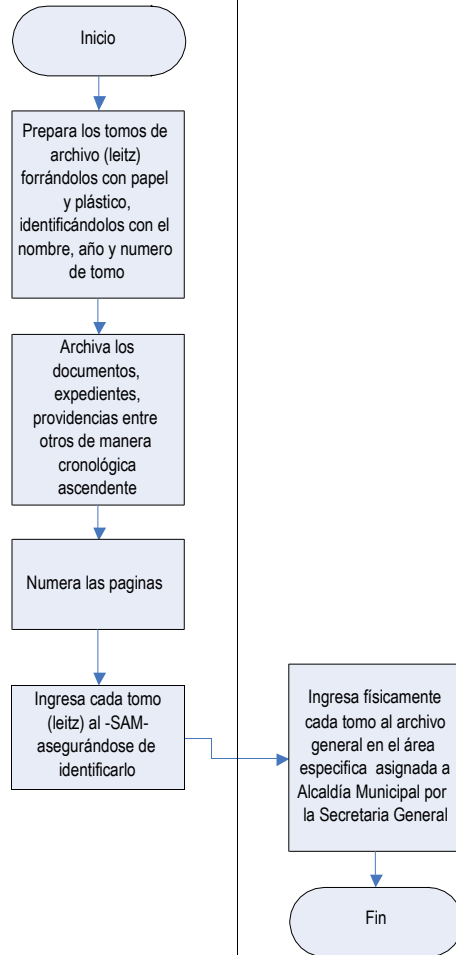 Inicio
Prepara los tomos de
archivo (leitz)
forrándolos con papel
y plástico,
identificándolos con el
nombre, año y numero
de tomo
Archiva los
documentos,
expedientes,
providencias entre
otros de manera
cronológica
ascendente
Numera las paginas
Ingresa cada tomo
(leitz) al -SAM-
asegurándose de
identificarlo
Ingresa físicamente
cada tomo al archivo
general en el área
especifica asignada a
Alcaldía Municipal por
la Secretaria General
Fin